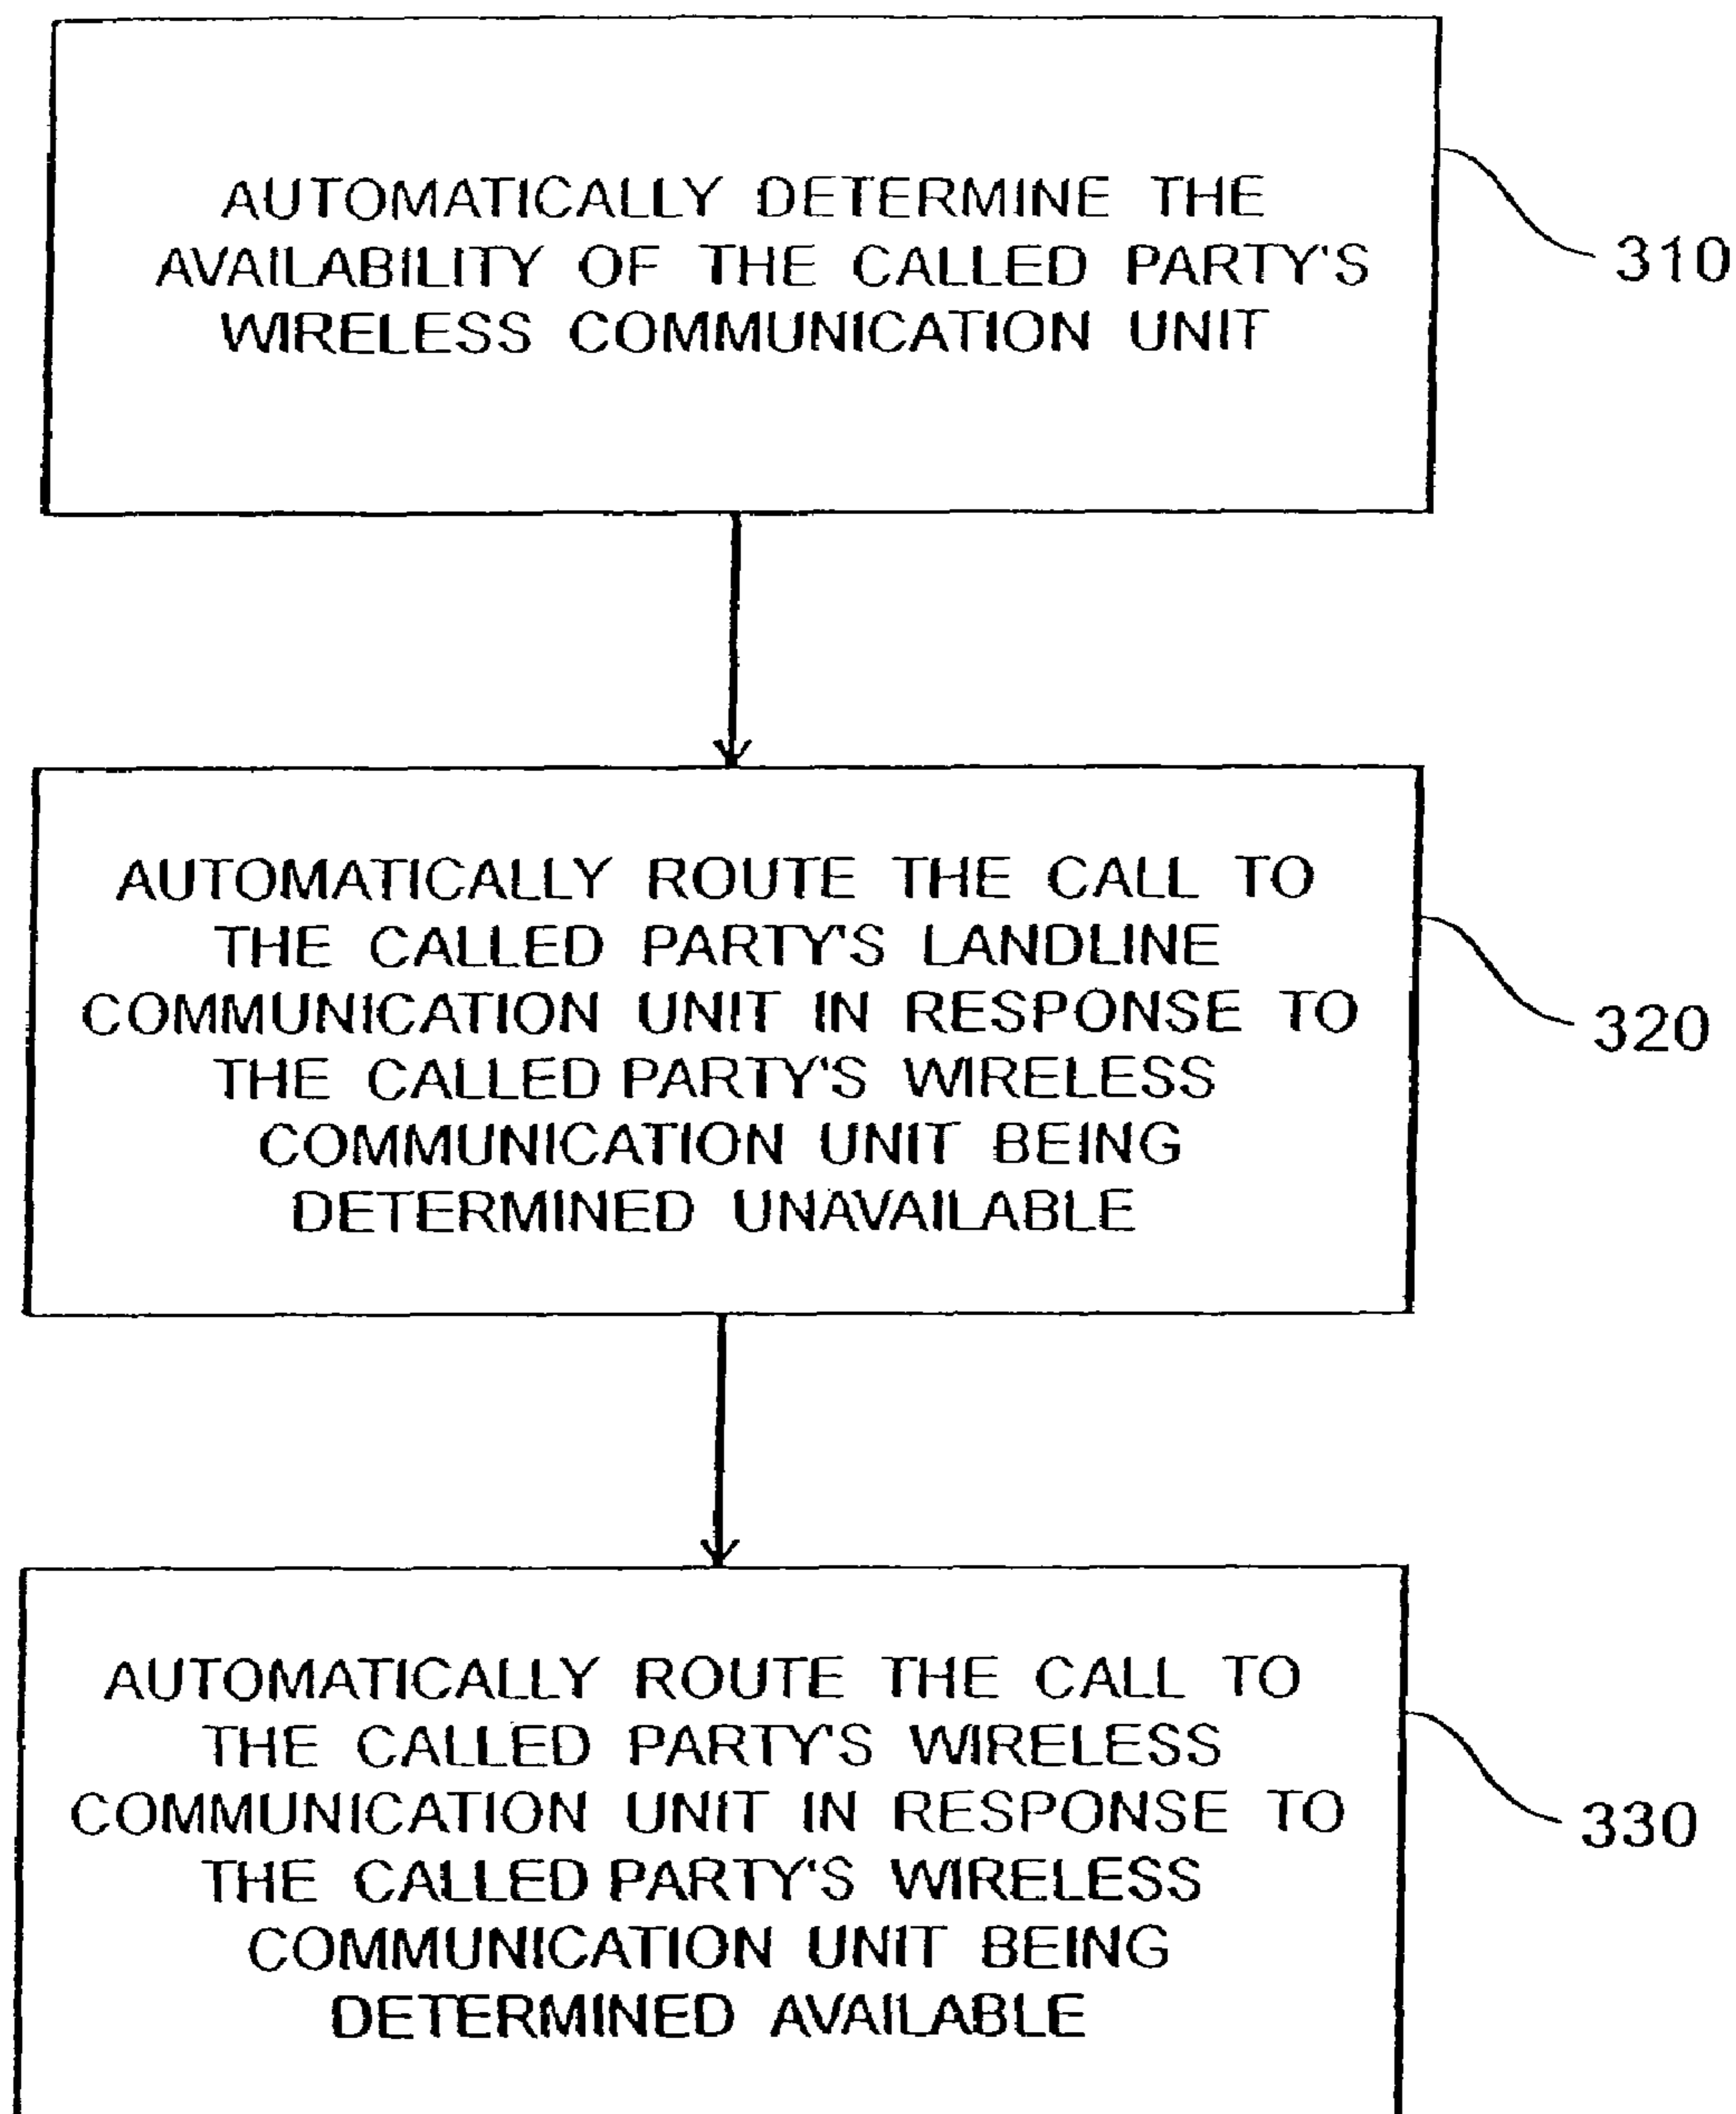 AUTOMATICALLY DETERMINE THE
AVAILABILITY OF THE CALLED PARTY'S
WIRELESS COMMUNICATION UNIT
310
AUTOMATICALLY ROUTE THE CALL TO
THE CALLED PARTY'S LANDLINE
COMMUNICATION UNIT IN RESPONSE TO
THE CALLED PARTY'S WIRELESS
COMMUNICATION UNIT BEING
DETERMINED UNAVAILABLE
320
AUTOMATICALLY ROUTE THE CALL TO
THE CALLED PARTY'S WIRELESS
COMMUNICATION UNIT IN RESPONSE TO
THE CALLED PARTY'S WIRELESS
COMMUNICATION UNIT BEING
DETERMINED AVAILABLE
330